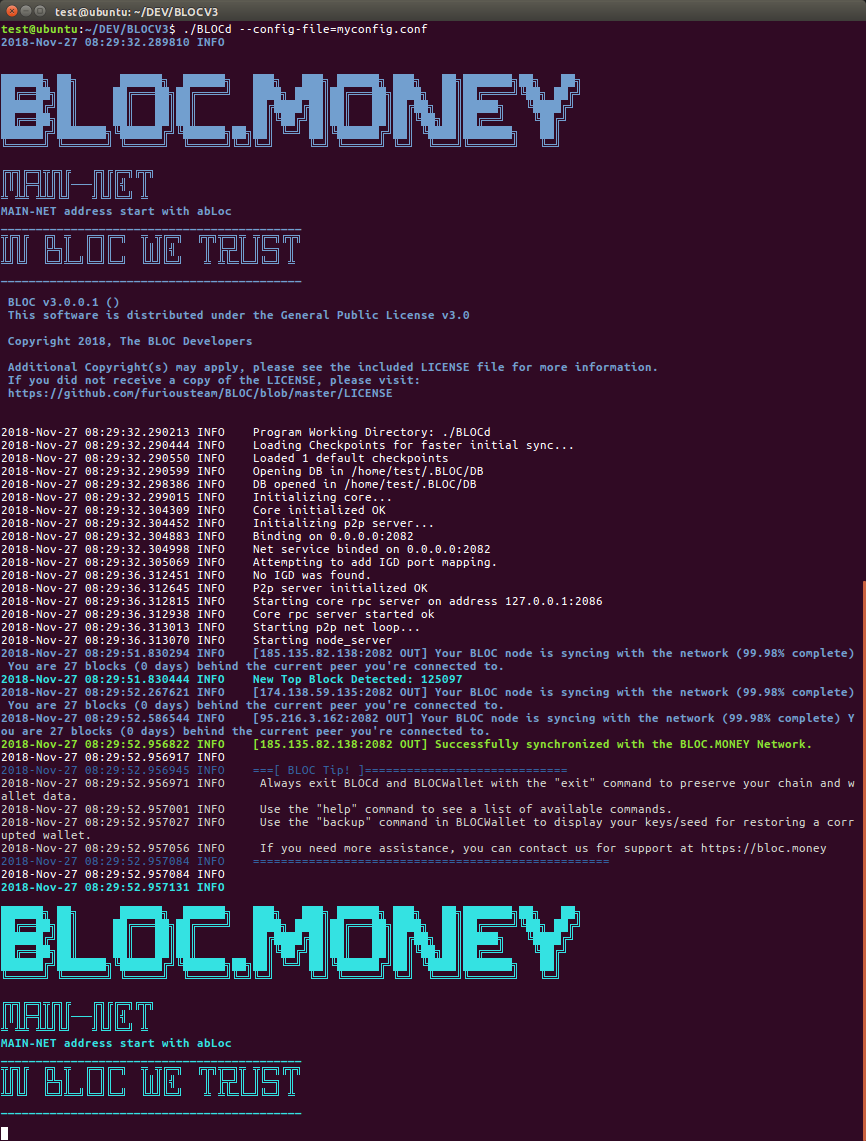 test@ubuntu: ~/DEV/BLOCV3
test@ubuntu:~/DEV/BLOCV3$ ./BLOCd --config-file=myconfig.conf
2018-Nov-27 08:29:32.289810 INFO
BLOC.MONEY
MAIN-NET
MAIN-NET address start with abLoc
IN BLOC WE TRUST
BLOC v3.0.0.1 ()
This software is distributed under the General Public License v3.0
Copyright 2018, The BLOC Developers
Additional Copyright(s) may apply, please see the included LICENSE file for more information.
If you did not receive a copy of the LICENSE, please visit:
https://github.com/furiousteam/BLOC/blob/master/LICENSE
2018-Nov-27 08:29:32.290213 INFO    Program Working Directory: ./BLOCd
2018-Nov-27 08:29:32.290444 INFO    Loading Checkpoints for faster initial sync...
2018-Nov-27 08:29:32.290550 INFO    Loaded 1 default checkpoints
2018-Nov-27 08:29:32.290599 INFO    Opening DB in /home/test/.BLOC/DB
2018-Nov-27 08:29:32.298386 INFO    DB opened in /home/test/.BLOC/DB
2018-Nov-27 08:29:32.299015 INFO    Initializing core...
2018-Nov-27 08:29:32.304309 INFO    Core initialized OK
2018-Nov-27 08:29:32.304452 INFO    Initializing p2p server...
2018-Nov-27 08:29:32.304883 INFO    Binding on 0.0.0.0:2082
2018-Nov-27 08:29:32.304998 INFO    Net service binded on 0.0.0.0:2082
2018-Nov-27 08:29:32.305069 INFO    Attempting to add IGD port mapping.
2018-Nov-27 08:29:36.312451 INFO    No IGD was found.
2018-Nov-27 08:29:36.312645 INFO    P2p server initialized OK
2018-Nov-27 08:29:36.312815 INFO    Starting core rpc server on address 127.0.0.1:2086
2018-Nov-27 08:29:36.312938 INFO    Core rpc server started ok
2018-Nov-27 08:29:36.313013 INFO    Starting p2p net loop...
2018-Nov-27 08:29:36.313070 INFO    Starting node_server
2018-Nov-27 08:29:51.830294 INFO    [185.135.82.138:2082 OUT] Your BLOC node is syncing with the network (99.98% complete)
You are 27 blocks (0 days) behind the current peer you're connected to.
2018-Nov-27 08:29:51.830444 INFO    New Top Block Detected: 125097
2018-Nov-27 08:29:52.267621 INFO    [174.138.59.135:2082 OUT] Your BLOC node is syncing with the network (99.98% complete)
You are 27 blocks (0 days) behind the current peer you're connected to.
2018-Nov-27 08:29:52.586544 INFO    [95.216.3.162:2082 OUT] Your BLOC node is syncing with the network (99.98% complete) Y
ou are 27 blocks (0 days) behind the current peer you're connected to.
2018-Nov-27 08:29:52.956822 INFO    [185.135.82.138:2082 OUT] Successfully synchronized with the BLOC.MONEY Network.
2018-Nov-27 08:29:52.956917 INFO
2018-Nov-27 08:29:52.956945 INFO    ===[ BLOC Tip! ]=============================
2018-Nov-27 08:29:52.956971 INFO     Always exit BLOCd and BLOCWallet with the "exit" command to preserve your chain and w
allet data.
2018-Nov-27 08:29:52.957001 INFO     Use the "help" command to see a list of available commands.
2018-Nov-27 08:29:52.957027 INFO     Use the "backup" command in BLOCWallet to display your keys/seed for restoring a corr
upted wallet.
2018-Nov-27 08:29:52.957056 INFO     If you need more assistance, you can contact us for support at https://bloc.money
2018-Nov-27 08:29:52.957084 INFO    ===================================================
2018-Nov-27 08:29:52.957084 INFO
2018-Nov-27 08:29:52.957131 INFO
BLOC.MONEY
MAIN-NET
MAIN-NET address start with abLoc
IN BLOC WE TRUST